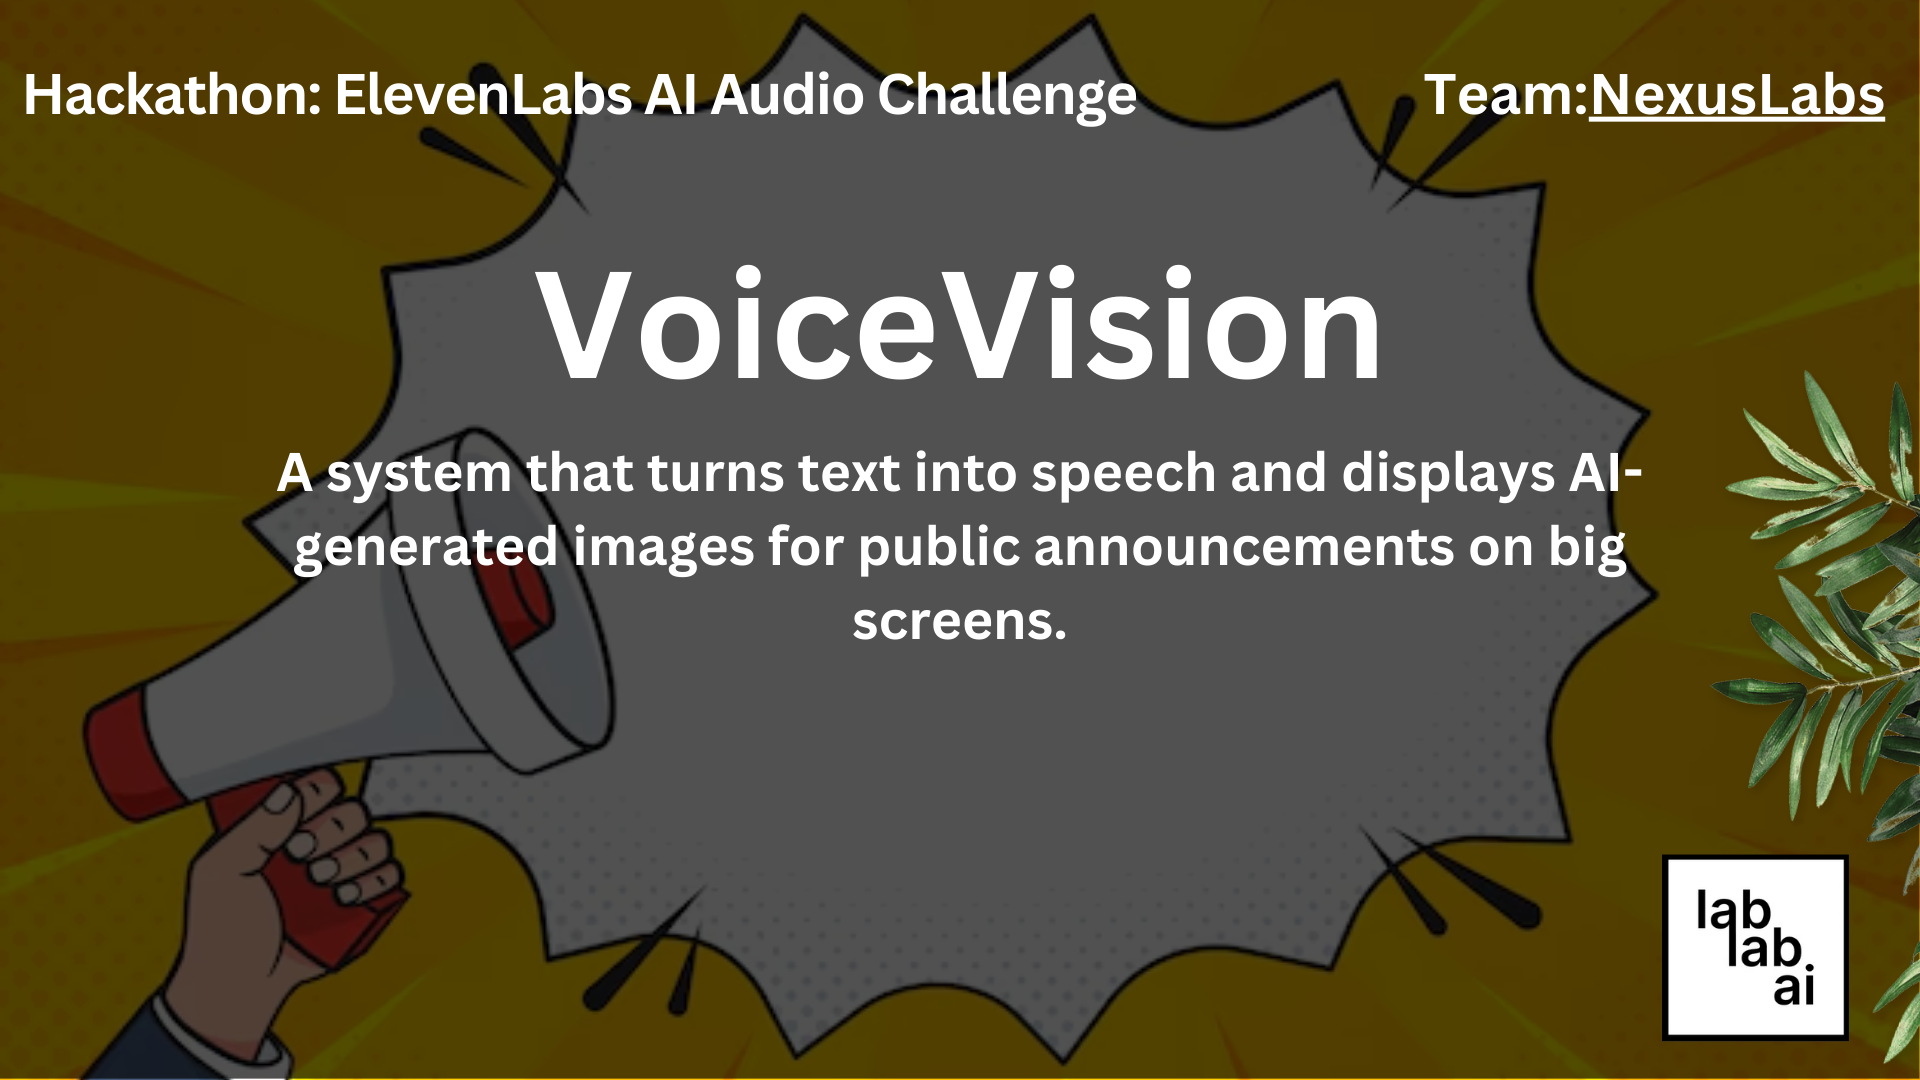 Hackathon: ElevenLabs AI Audio Challenge
Team:NexusLabs
VoiceVision
A system that turns text into speech and displays AI-
generated images for public announcements on big
screens.
lab
lab
ai